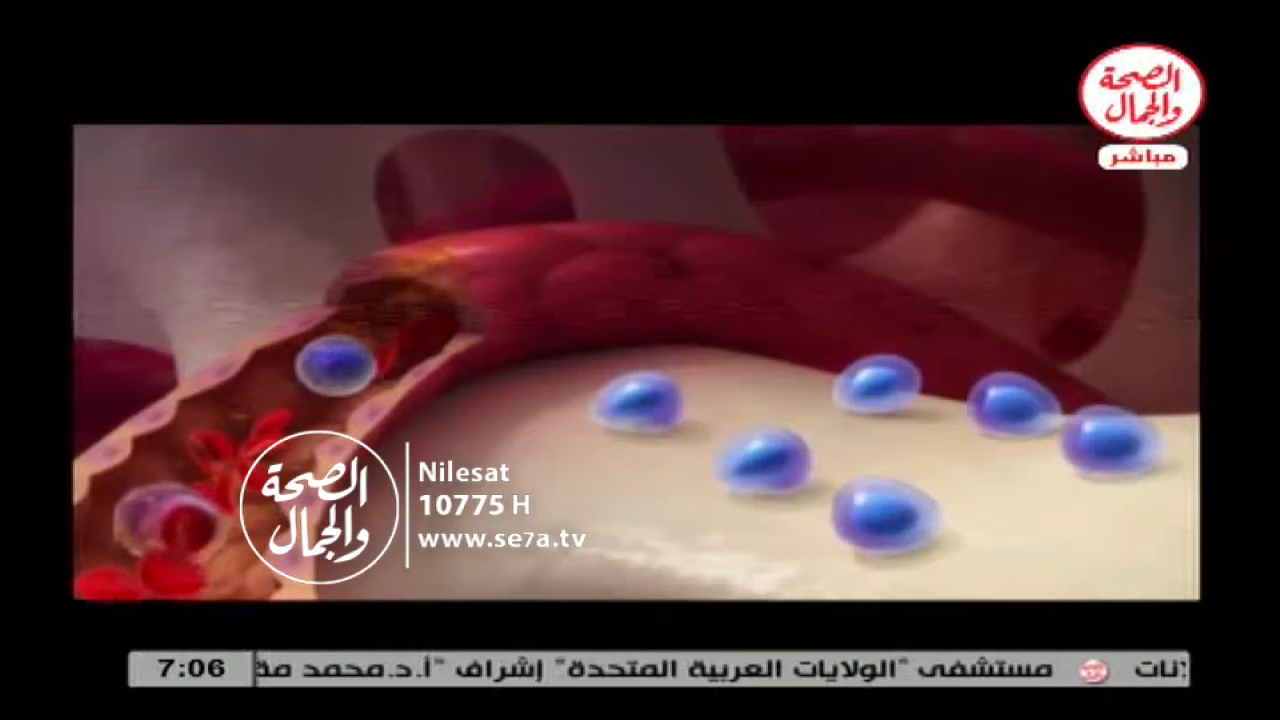 الصحة
والجمال
مباشر
الصحة
والجمال
Nilesat
10775 H
www.se7a.tv
7:06
مستشفى "الولايات العربية المتحدة" إشراف "أ.د.محمد